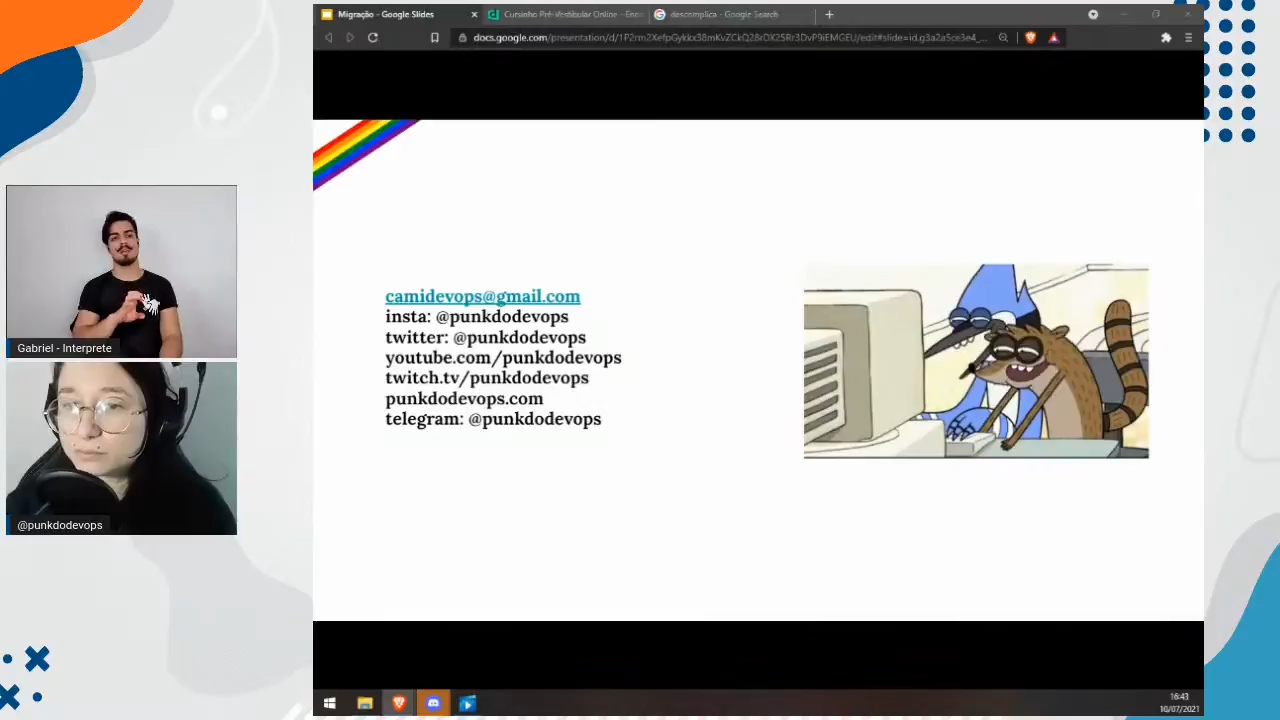 Migração - Google Slides
Cursinho Pré-Vestibular Online - Ene
descomplica - Google Search
Gabriel - Interprete
@punkdodevops
camidevops@gmail.com
insta: @punkdodevops
twitter: @punkdodevops
youtube.com/punkdodevops
twitch.tv/punkdodevops
punkdodevops.com
telegram: @punkdodevops
16:43
10/07/2021